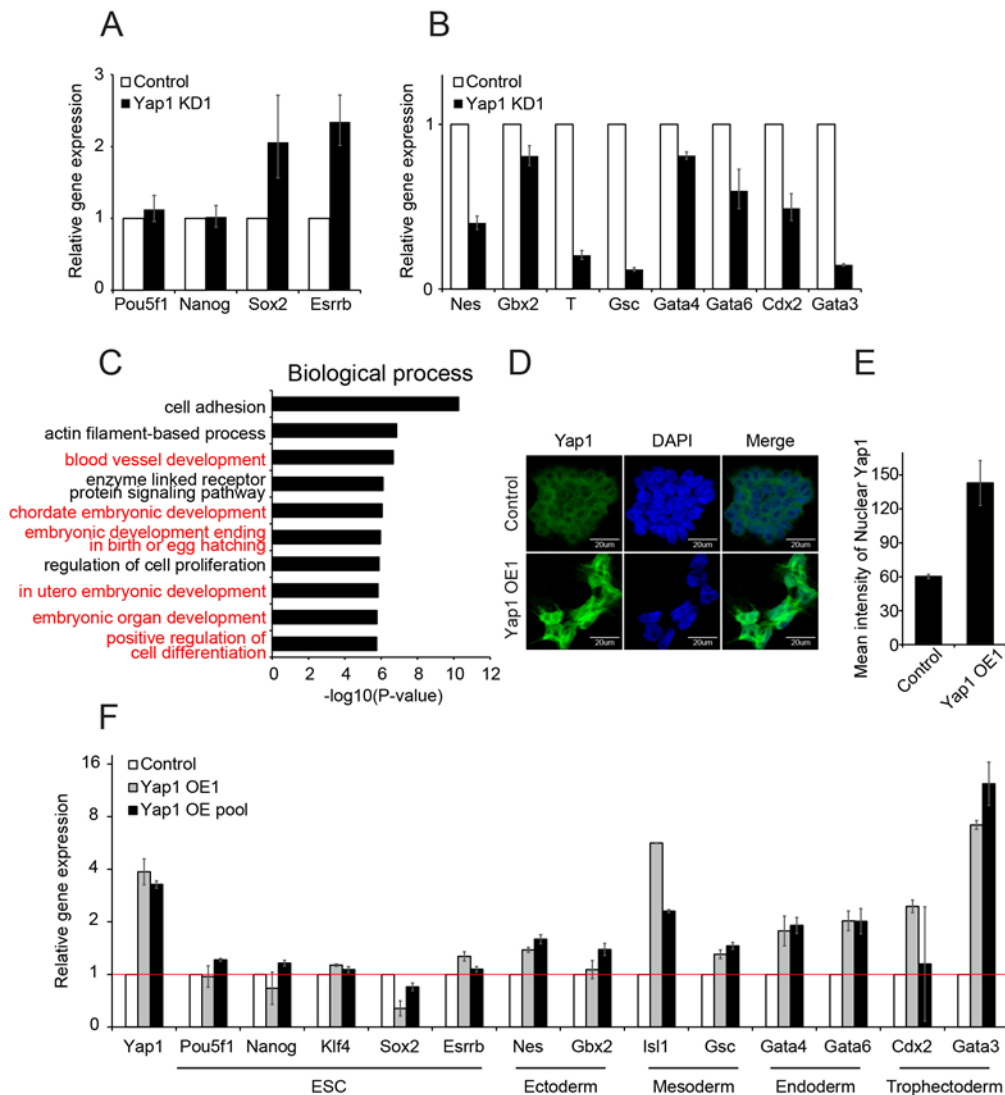 A
Control
Yap1 KD1
Relative gene expression
3
2
1
0
Pou5f1 Nanog Sox2 Esrrb
B
Control
Yap1 KD1
Relative gene expression
1
0
Nes Gbx2 T Gsc Gata4 Gata6 Cdx2 Gata3
C
Biological process
cell adhesion
actin filament-based process
blood vessel development
enzyme linked receptor
protein signaling pathway
chordate embryonic development
embryonic development ending
in birth or egg hatching
regulation of cell proliferation
in utero embryonic development
embryonic organ development
positive regulation of
cell differentiation
0 2 4 6 8 10 12
-log10(P-value)
D
Yap1 DAPI Merge
Control
20um 20um 20um
Yap1 OE1
20um 20um 20um
E
Mean intensity of Nuclear Yap1
150
120
90
60
30
0
Control Yap1 OE1
F
Control
Yap1 OE1
Yap1 OE pool
Relative gene expression
16
8
4
2
1
0
Yap1 Pou5f1 Nanog Klf4 Sox2 Esrrb Nes Gbx2 Isl1 Gsc Gata4 Gata6 Cdx2 Gata3
ESC Ectoderm Mesoderm Endoderm Trophectoderm